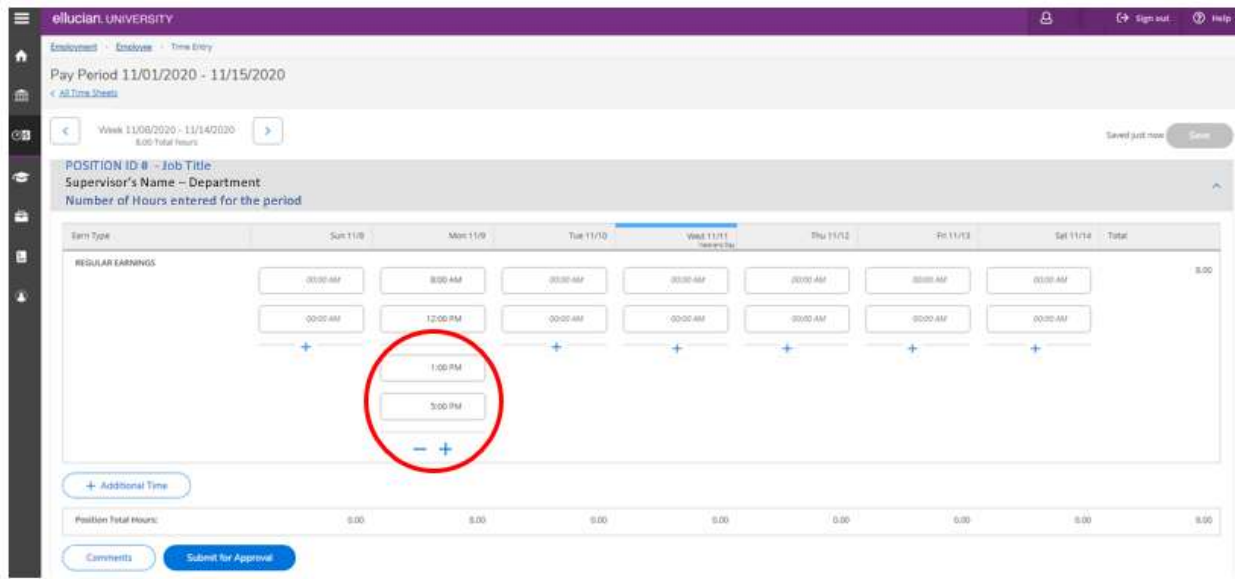 ellucian. UNIVERSITY
Sign out
Help
Employment · Employee · Time Entry
Pay Period 11/01/2020 - 11/15/2020
< All Time Sheets
< Week 11/08/2020 - 11/14/2020 >
8.00 Total hours
Saved just now
Save
POSITION ID # - Job Title
Supervisor's Name – Department
Number of Hours entered for the period
Earn Type Sun 11/8 Mon 11/9 Tue 11/10 Wed 11/11 Thu 11/12 Fri 11/13 Sat 11/14 Total
Veteran's Day
REGULAR EARNINGS
8.00
00:00 AM 8:00 AM 00:00 AM 00:00 AM 00:00 AM 00:00 AM 00:00 AM
00:00 AM 12:00 PM 00:00 AM 00:00 AM 00:00 AM 00:00 AM 00:00 AM
+ + + + + +
1:00 PM
5:00 PM
− +
+ Additional Time
Position Total Hours: 0.00 8.00 0.00 0.00 0.00 0.00 0.00 8.00
Comments
Submit for Approval